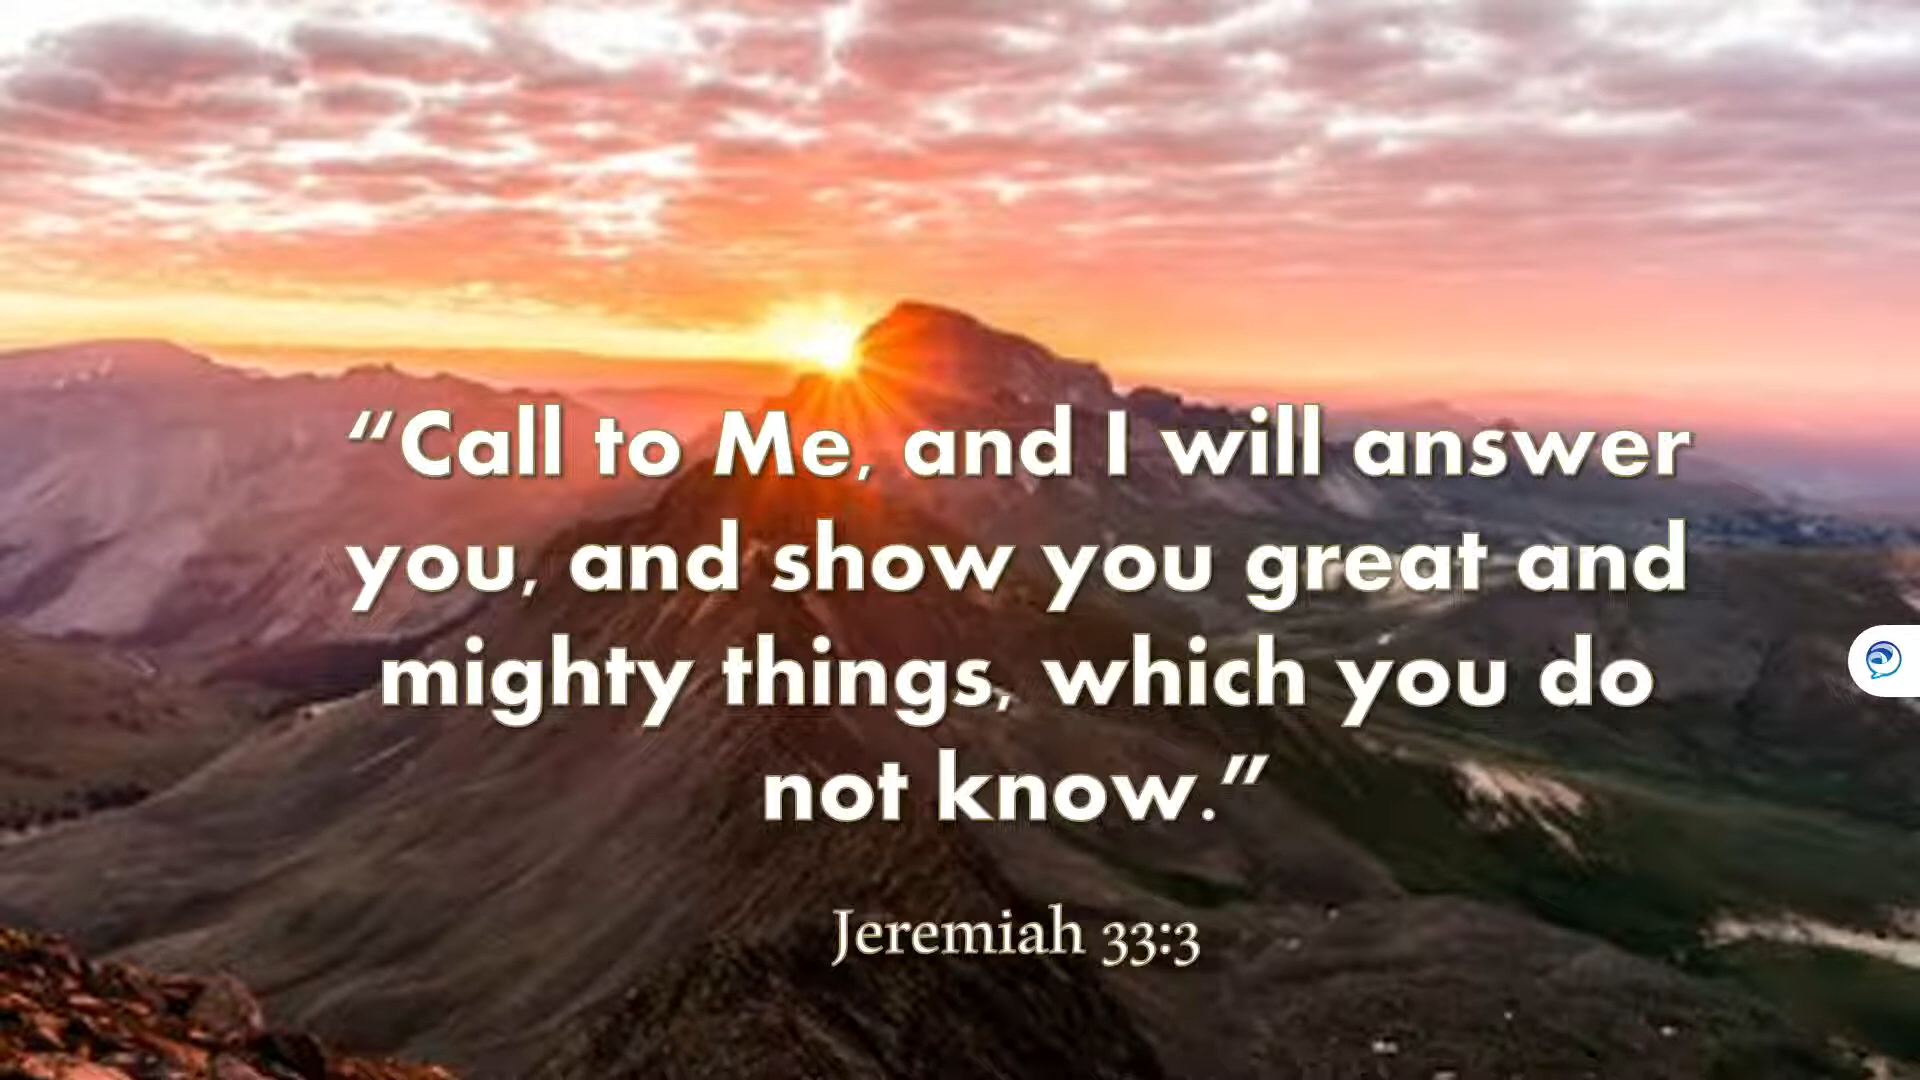 “Call to Me, and I will answer
you, and show you great and
mighty things, which you do
not know.”
Jeremiah 33:3